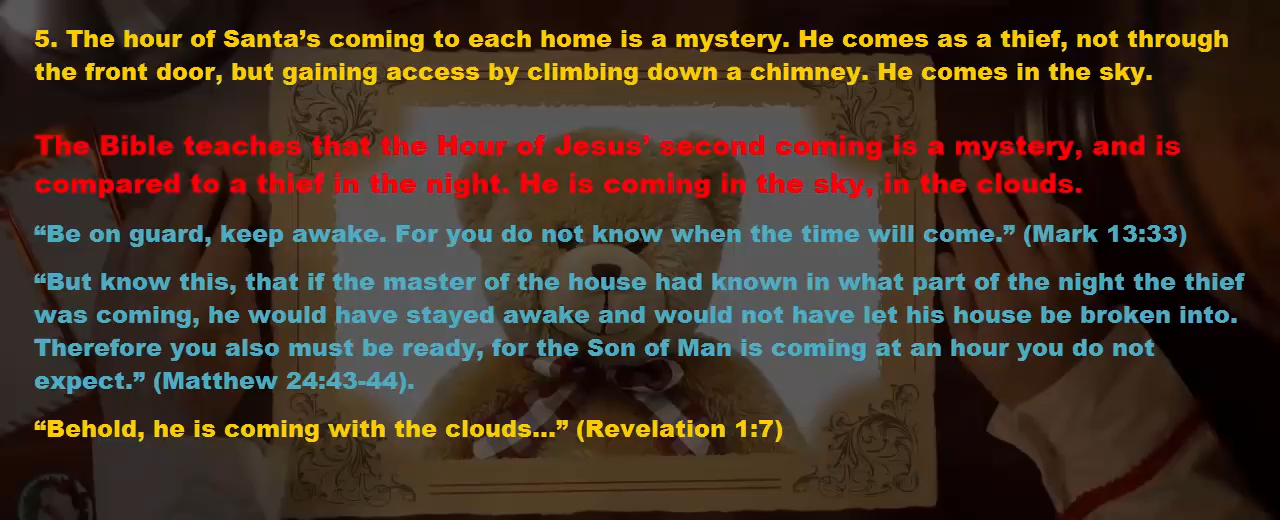 5. The hour of Santa’s coming to each home is a mystery. He comes as a thief, not through
the front door, but gaining access by climbing down a chimney. He comes in the sky.
The Bible teaches that the Hour of Jesus’ second coming is a mystery, and is
compared to a thief in the night. He is coming in the sky, in the clouds.
“Be on guard, keep awake. For you do not know when the time will come.” (Mark 13:33)
“But know this, that if the master of the house had known in what part of the night the thief
was coming, he would have stayed awake and would not have let his house be broken into.
Therefore you also must be ready, for the Son of Man is coming at an hour you do not
expect.” (Matthew 24:43-44).
“Behold, he is coming with the clouds…” (Revelation 1:7)